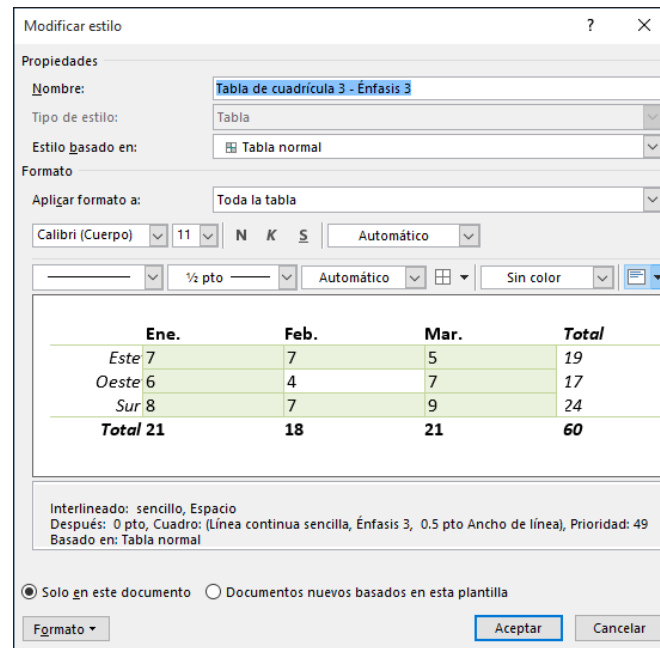 Modificar estilo ? ×
Propiedades
Nombre: Tabla de cuadrícula 3 - Énfasis 3
Tipo de estilo: Tabla
Estilo basado en: Tabla normal
Formato
Aplicar formato a: Toda la tabla
Calibri (Cuerpo) 11 N K S Automático
½ pto Automático Sin color
Ene. Feb. Mar. Total
Este 7 7 5 19
Oeste 6 4 7 17
Sur 8 7 9 24
Total 21 18 21 60
Interlineado: sencillo, Espacio
Después: 0 pto, Cuadro: (Línea continua sencilla, Énfasis 3, 0.5 pto Ancho de línea), Prioridad: 49
Basado en: Tabla normal
Solo en este documento Documentos nuevos basados en esta plantilla
Formato Aceptar Cancelar